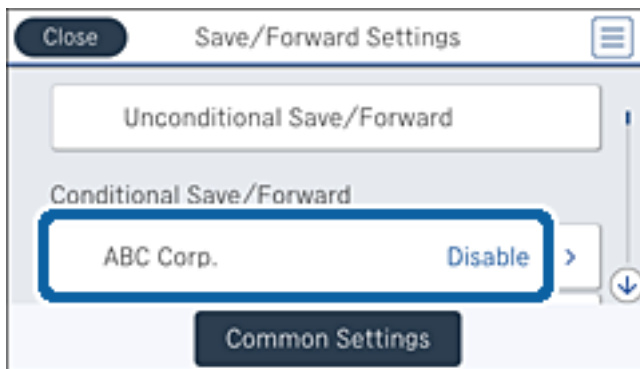 Close Save/Forward Settings
Unconditional Save/Forward
Conditional Save/Forward
ABC Corp. Disable
Common Settings